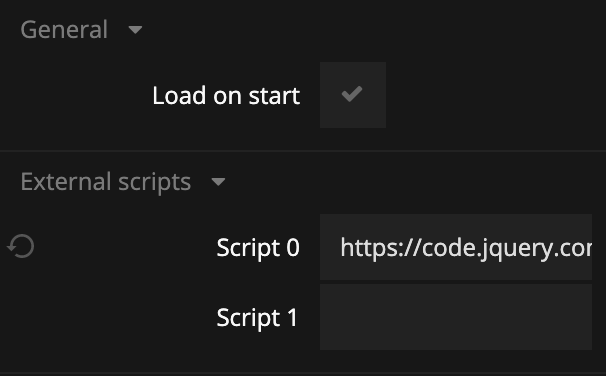 General
Load on start
External scripts
Script 0 https://code.jquery.co
Script 1